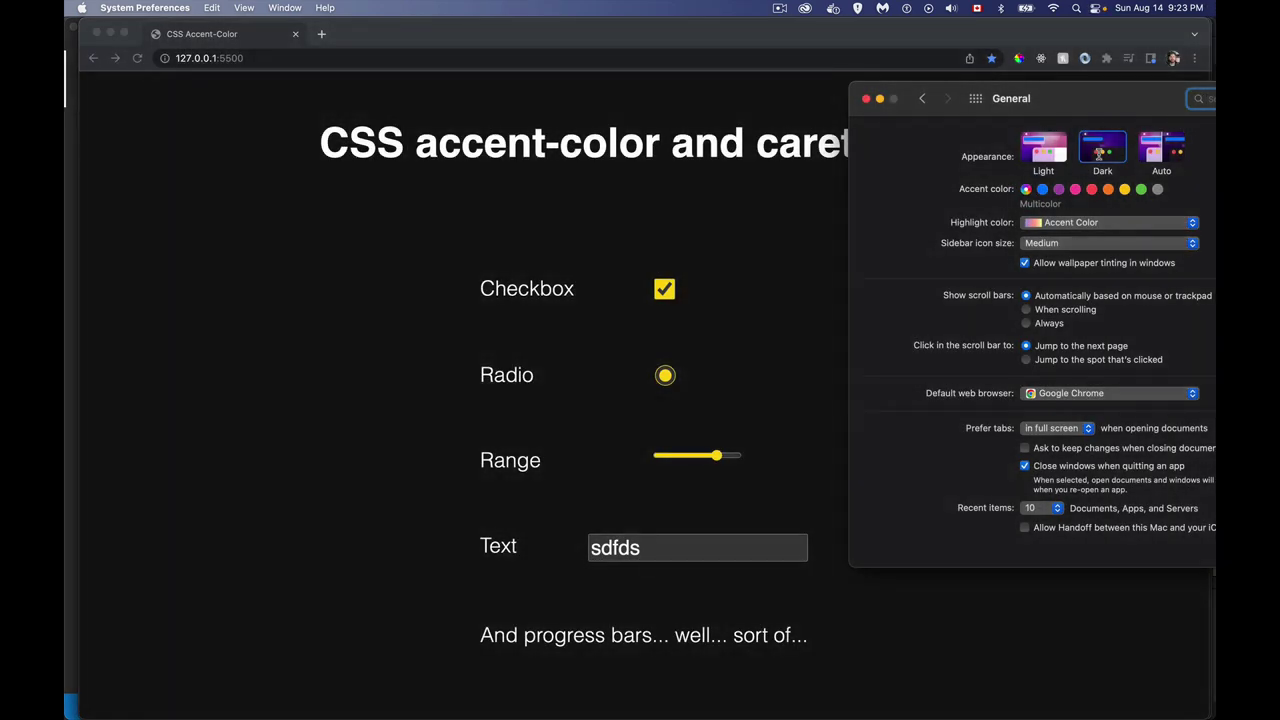 System Preferences Edit View Window Help
Sun Aug 14 9:23 PM
CSS Accent-Color
127.0.0.1:5500
General
CSS accent-color and caret
Appearance:
Light Dark Auto
Accent color:
Multicolor
Highlight color: Accent Color
Sidebar icon size: Medium
Allow wallpaper tinting in windows
Checkbox
Show scroll bars: Automatically based on mouse or trackpad
When scrolling
Always
Click in the scroll bar to: Jump to the next page
Jump to the spot that's clicked
Radio
Default web browser: Google Chrome
Prefer tabs: in full screen when opening documents
Ask to keep changes when closing documen
Close windows when quitting an app
When selected, open documents and windows will
when you re-open an app.
Range
Recent items: 10 Documents, Apps, and Servers
Allow Handoff between this Mac and your iC
Text sdfds
And progress bars... well... sort of...